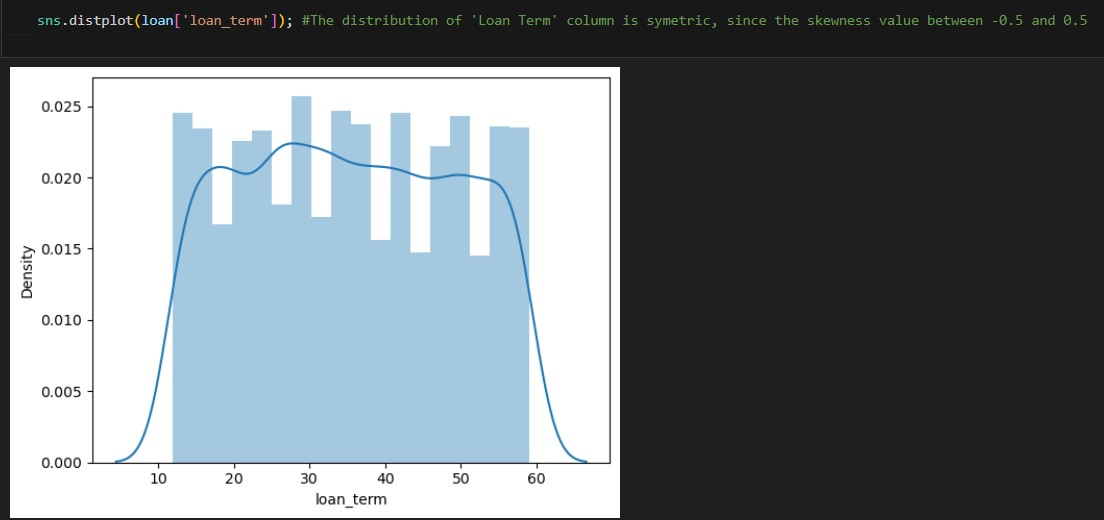 sns.distplot(loan['loan_term']); #The distribution of 'Loan Term' column is symetric, since the skewness value between -0.5 and 0.5
0.025
0.020
0.015
0.010
0.005
0.000
Density
10 20 30 40 50 60
loan_term